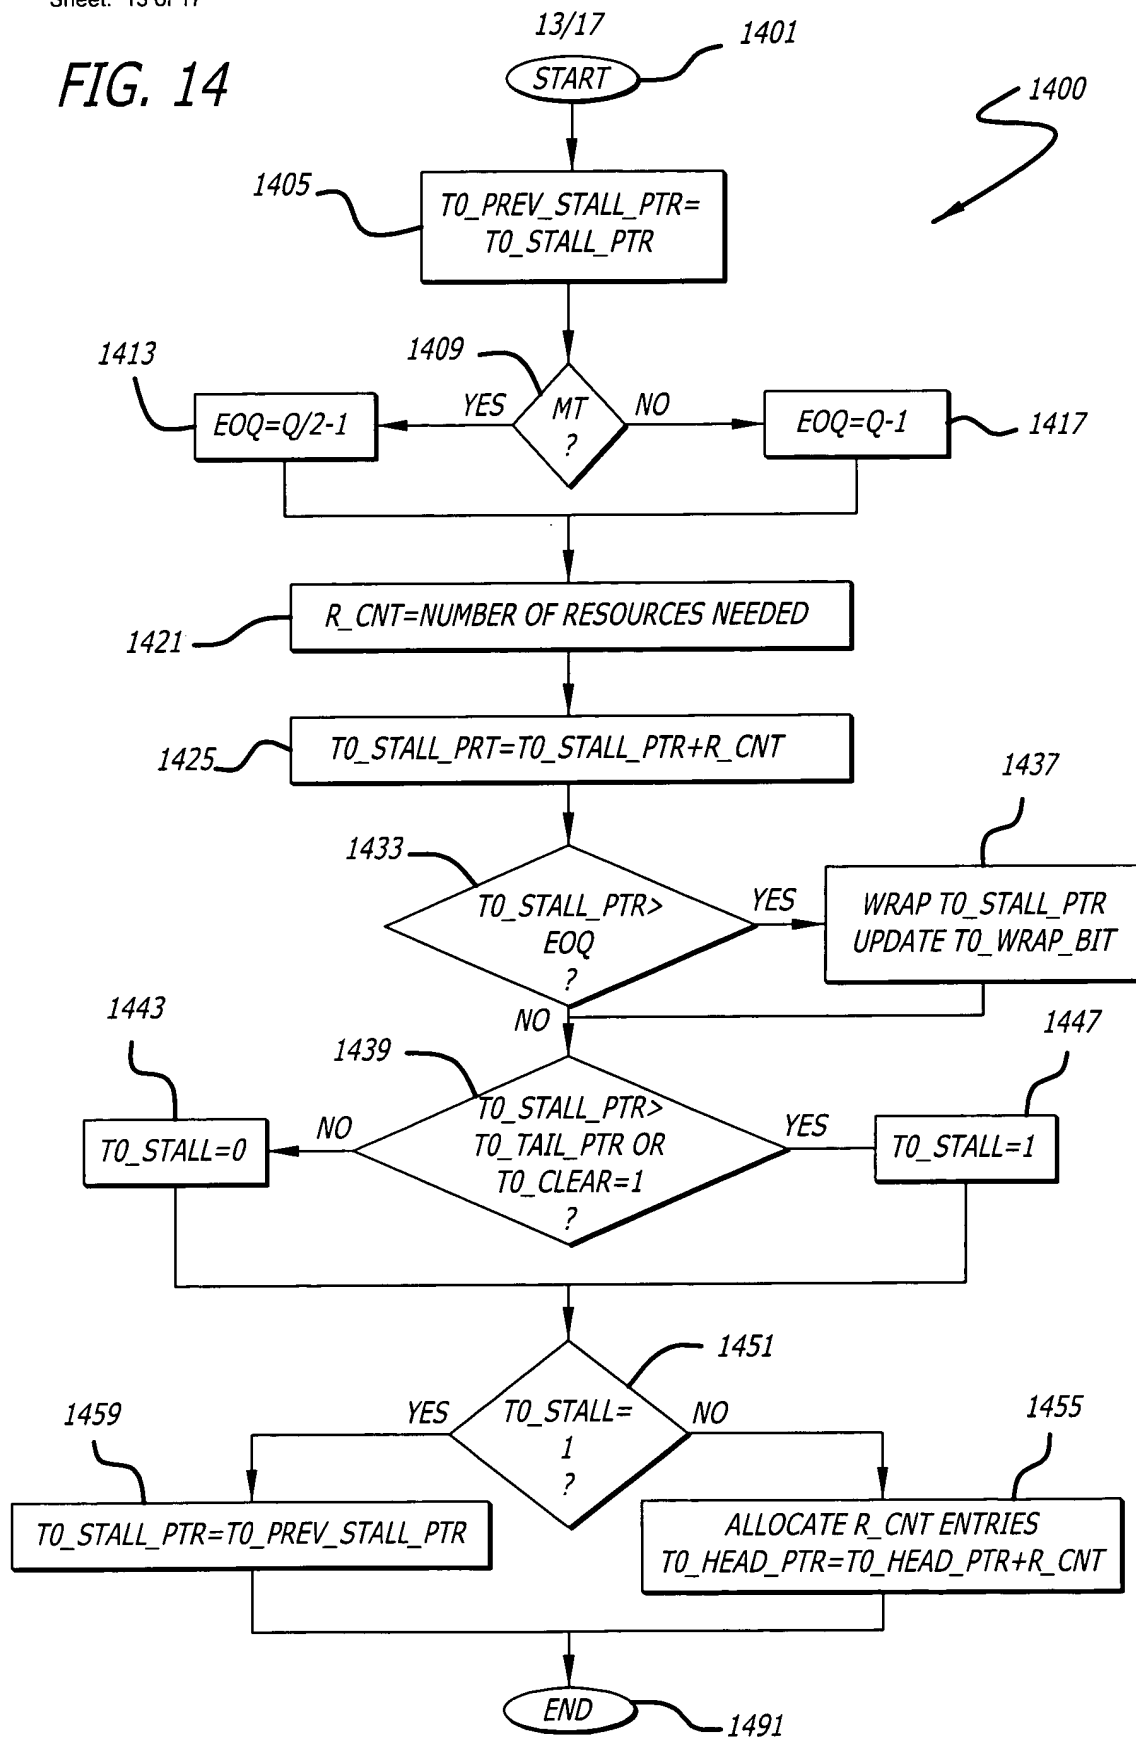 Sheet: 13 of 17
13/17
FIG. 14
START
1401
1400
1405
T0_PREV_STALL_PTR=
T0_STALL_PTR
1413
1409
YES
MT
?
NO
EOQ=Q/2-1
EOQ=Q-1
1417
R_CNT=NUMBER OF RESOURCES NEEDED
1421
T0_STALL_PRT=T0_STALL_PTR+R_CNT
1425
1437
1433
T0_STALL_PTR>
EOQ
?
YES
WRAP T0_STALL_PTR
UPDATE T0_WRAP_BIT
NO
1443
1439
1447
T0_STALL_PTR>
T0_TAIL_PTR OR
T0_CLEAR=1
?
NO
YES
T0_STALL=0
T0_STALL=1
1451
T0_STALL=
1
?
YES
NO
1459
1455
T0_STALL_PTR=T0_PREV_STALL_PTR
ALLOCATE R_CNT ENTRIES
T0_HEAD_PTR=T0_HEAD_PTR+R_CNT
END
1491